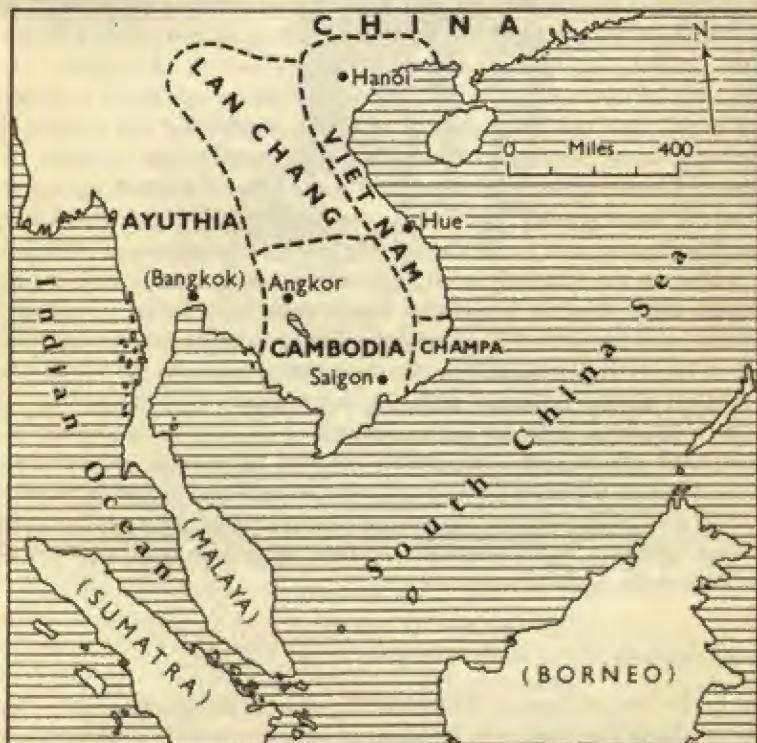 CHINA
N
Hanoi
LAN CHANG
VIET NAM
0 Miles 400
AYUTHIA
Hue
(Bangkok)
Angkor
Indian Ocean
CAMBODIA
CHAMPA
Saigon
South China Sea
(MALAYA)
(SUMATRA)
(BORNEO)